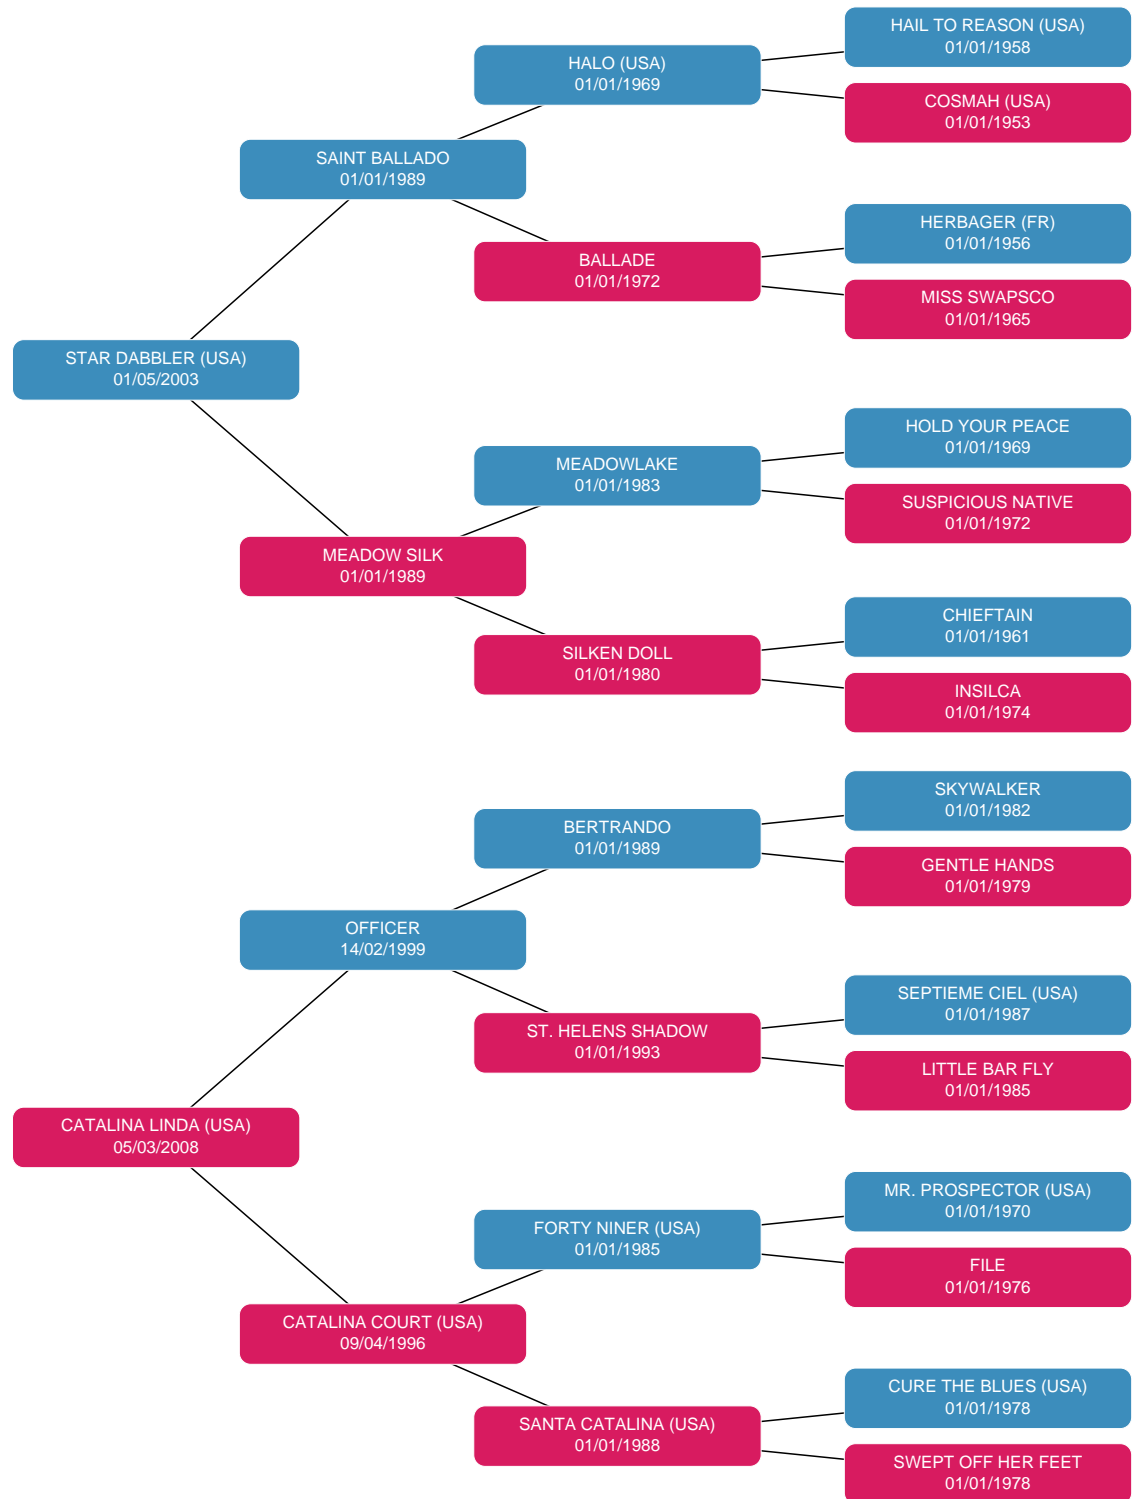 HAIL TO REASON (USA)
01/01/1958
HALO (USA)
01/01/1969
COSMAH (USA)
01/01/1953
SAINT BALLADO
01/01/1989
HERBAGER (FR)
01/01/1956
BALLADE
01/01/1972
MISS SWAPSCO
01/01/1965
STAR DABBLER (USA)
01/05/2003
HOLD YOUR PEACE
01/01/1969
MEADOWLAKE
01/01/1983
SUSPICIOUS NATIVE
01/01/1972
MEADOW SILK
01/01/1989
CHIEFTAIN
01/01/1961
SILKEN DOLL
01/01/1980
INSILCA
01/01/1974
SKYWALKER
01/01/1982
BERTRANDO
01/01/1989
GENTLE HANDS
01/01/1979
OFFICER
14/02/1999
SEPTIEME CIEL (USA)
01/01/1987
ST. HELENS SHADOW
01/01/1993
LITTLE BAR FLY
01/01/1985
CATALINA LINDA (USA)
05/03/2008
MR. PROSPECTOR (USA)
01/01/1970
FORTY NINER (USA)
01/01/1985
FILE
01/01/1976
CATALINA COURT (USA)
09/04/1996
CURE THE BLUES (USA)
01/01/1978
SANTA CATALINA (USA)
01/01/1988
SWEPT OFF HER FEET
01/01/1978